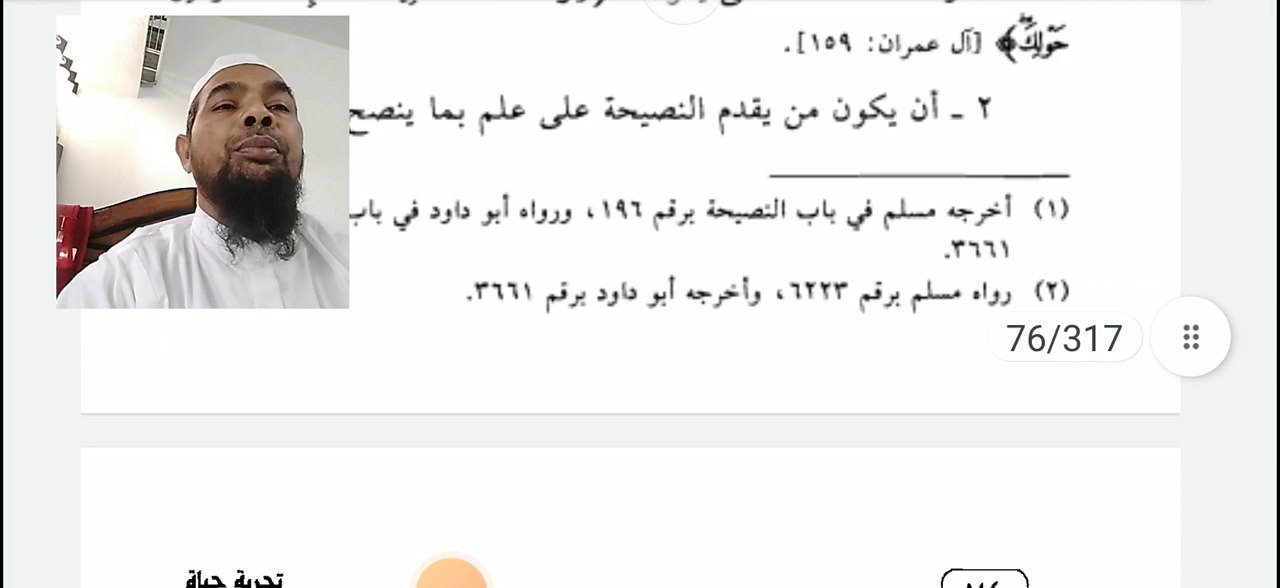 حَوْلِكَ﴾ [آل عمران: ١٥٩].
٢ ـ أن يكون من يقدم النصيحة على علم بما ينصح
(١) أخرجه مسلم في باب النصيحة برقم ١٩٦، ورواه أبو داود في باب
٣٦٦١.
(٢) رواه مسلم برقم ٦٢٢٣، وأخرجه أبو داود برقم ٣٦٦١.
76/317
تجربة حياة